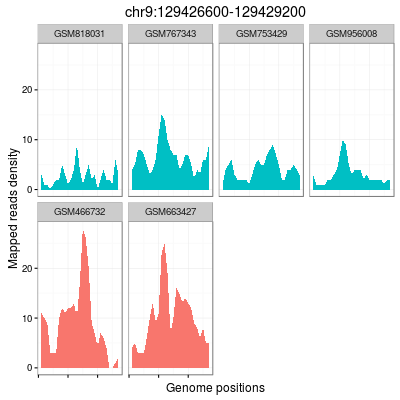 chr9:129426600-129429200
GSM818031 GSM767343 GSM753429 GSM956008
20
10
0
GSM466732 GSM663427
20
10
0
Mapped reads density
Genome positions